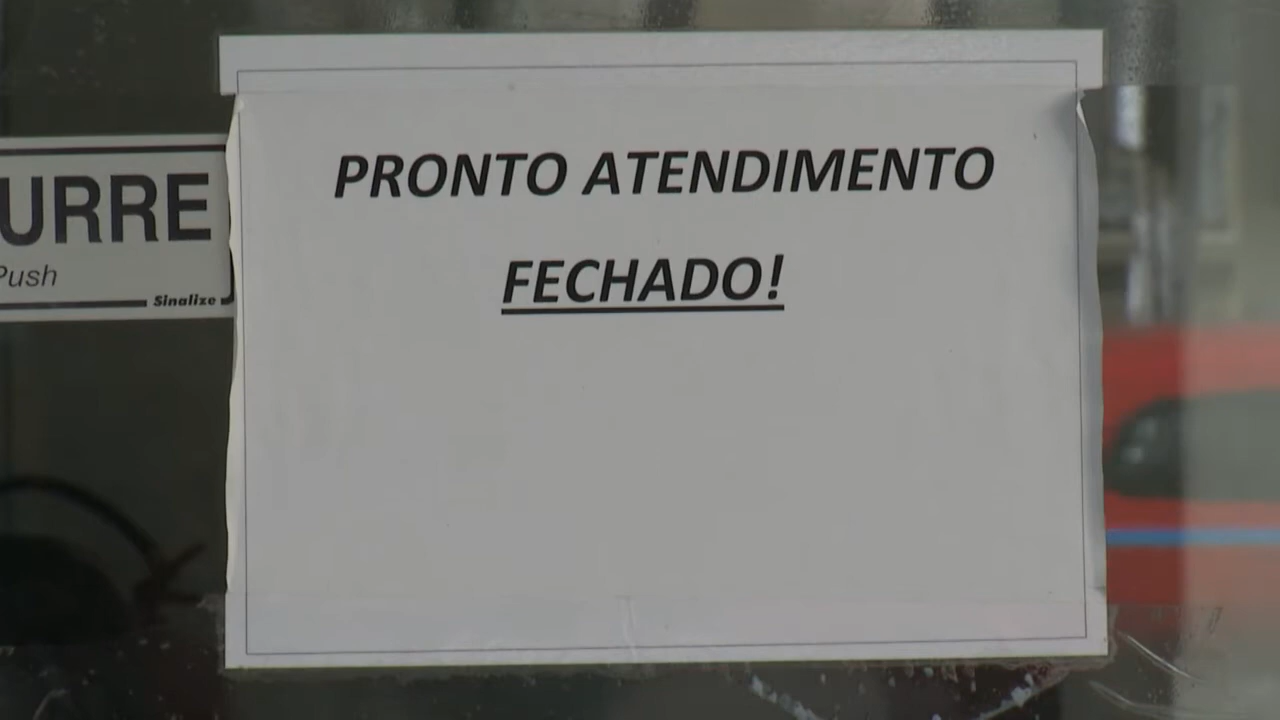 PRONTO ATENDIMENTO
FECHADO!
URRE
Push
Sinalize